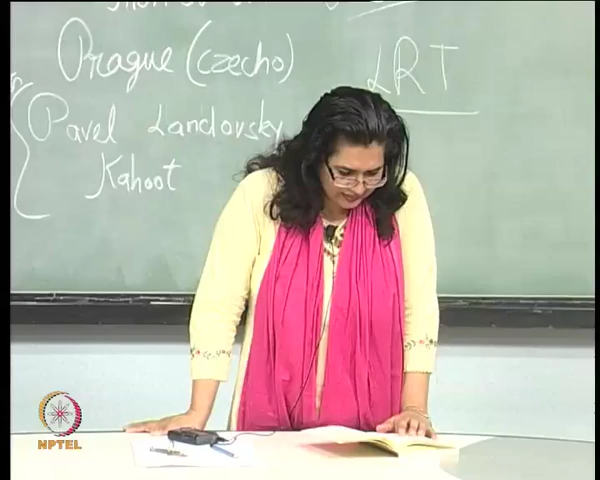 Prague (Czecho)
LRT
Pavel Landovsky
Kahoot
NPTEL